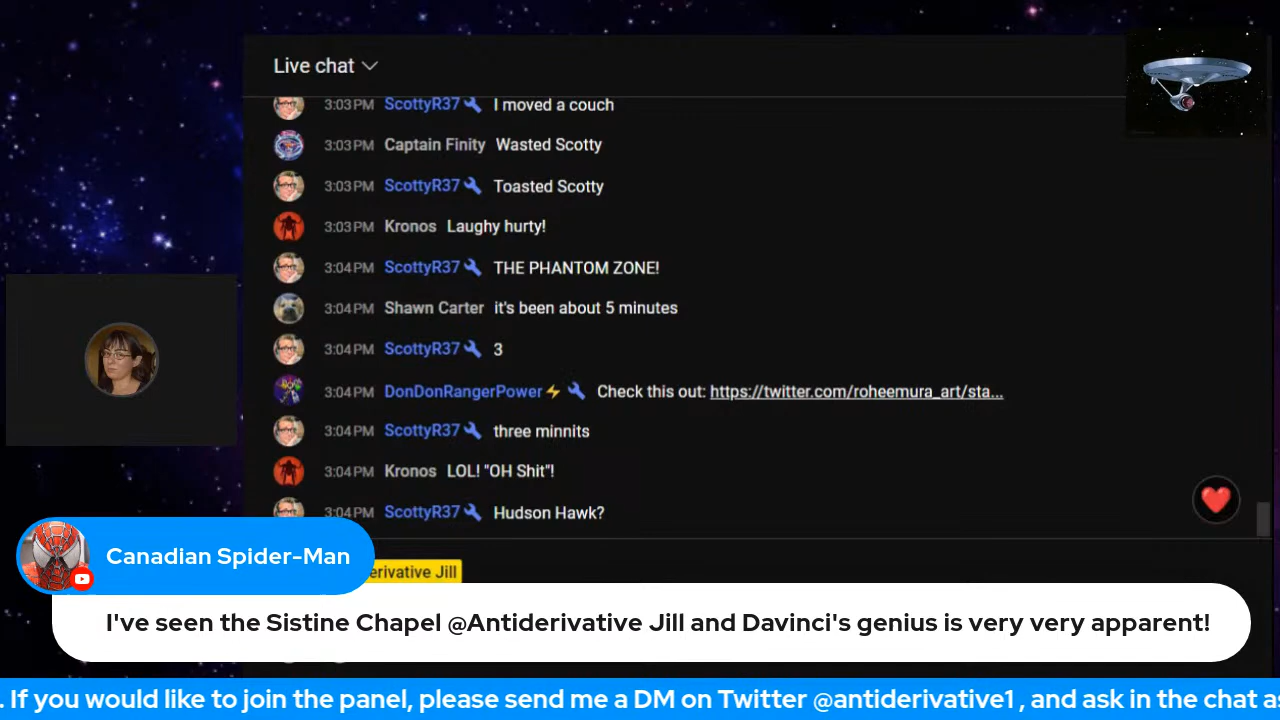 Live chat
3:03 PM ScottyR37 I moved a couch
3:03 PM Captain Finity Wasted Scotty
3:03 PM ScottyR37 Toasted Scotty
3:03 PM Kronos Laughy hurty!
3:04 PM ScottyR37 THE PHANTOM ZONE!
3:04 PM Shawn Carter it's been about 5 minutes
3:04 PM ScottyR37 3
3:04 PM DonDonRangerPower Check this out: https://twitter.com/roheemura_art/sta...
3:04 PM ScottyR37 three minnits
3:04 PM Kronos LOL! "OH Shit"!
3:04 PM ScottyR37 Hudson Hawk?
Canadian Spider-Man
erivative Jill
I've seen the Sistine Chapel @Antiderivative Jill and Davinci's genius is very very apparent!
. If you would like to join the panel, please send me a DM on Twitter @antiderivative1 , and ask in the chat as